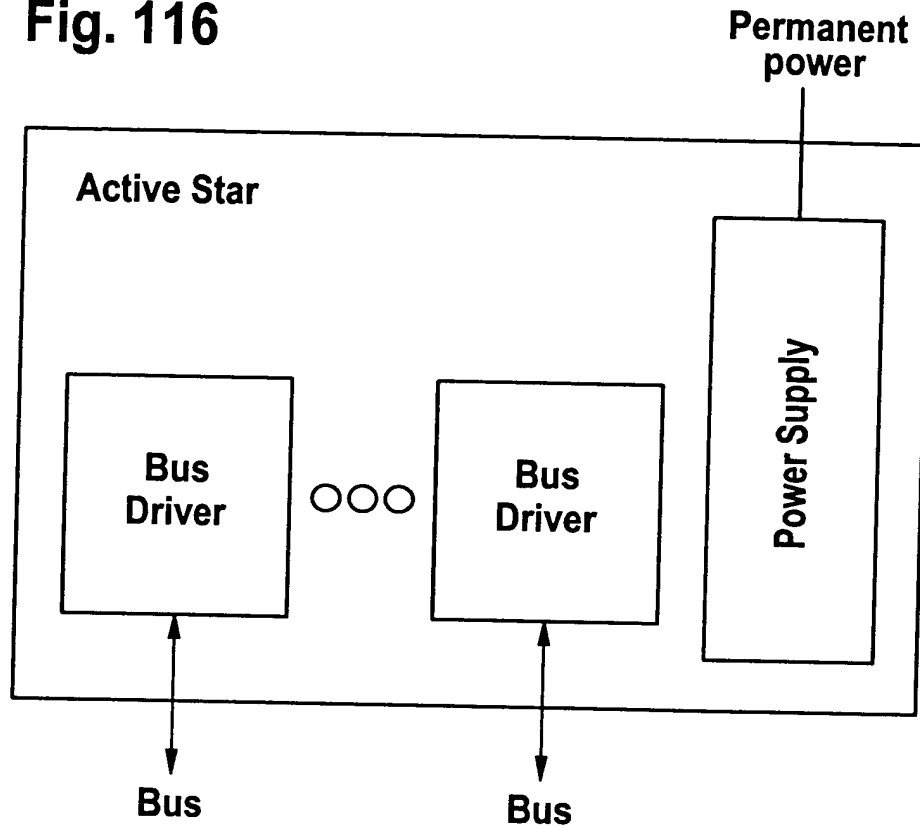 Fig. 116
Permanent
power
Active Star
Bus
Driver
Bus
Driver
Power Supply
Bus
Bus